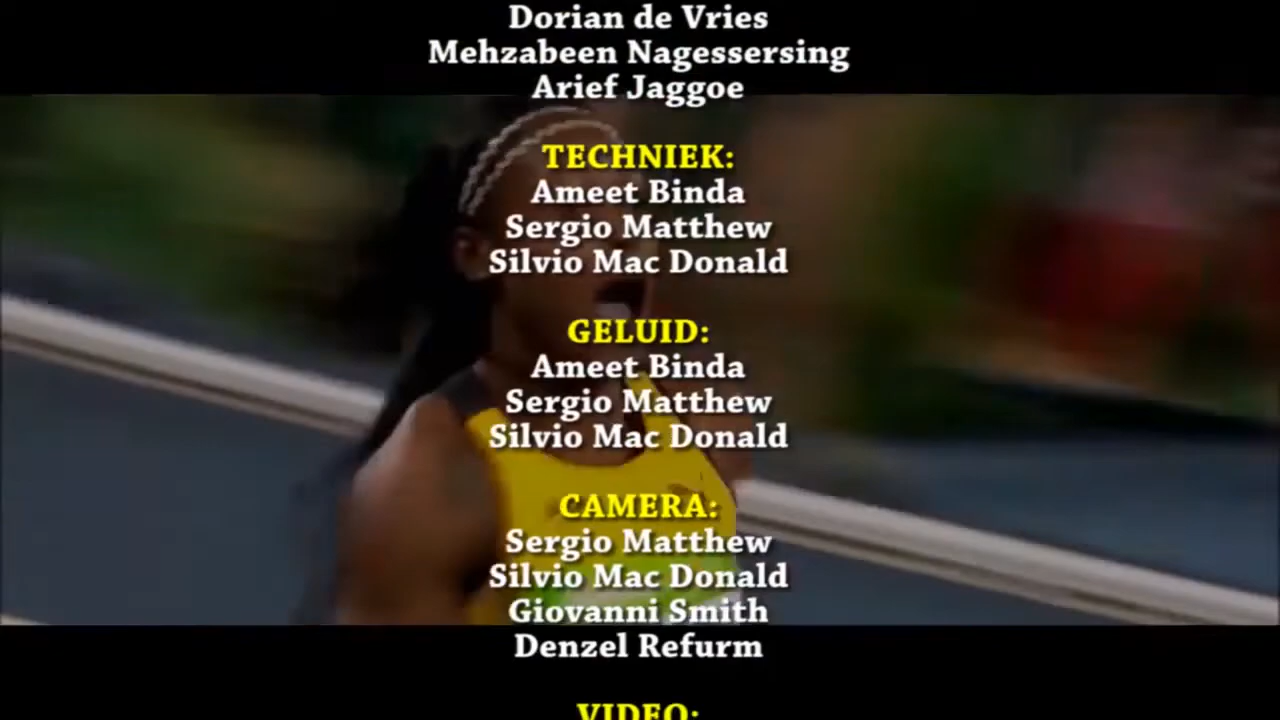 Dorian de Vries
Mehzabeen Nagessersing
Arief Jaggoe
TECHNIEK:
Ameet Binda
Sergio Matthew
Silvio Mac Donald
GELUID:
Ameet Binda
Sergio Matthew
Silvio Mac Donald
CAMERA:
Sergio Matthew
Silvio Mac Donald
Giovanni Smith
Denzel Refurm
VIDEO: